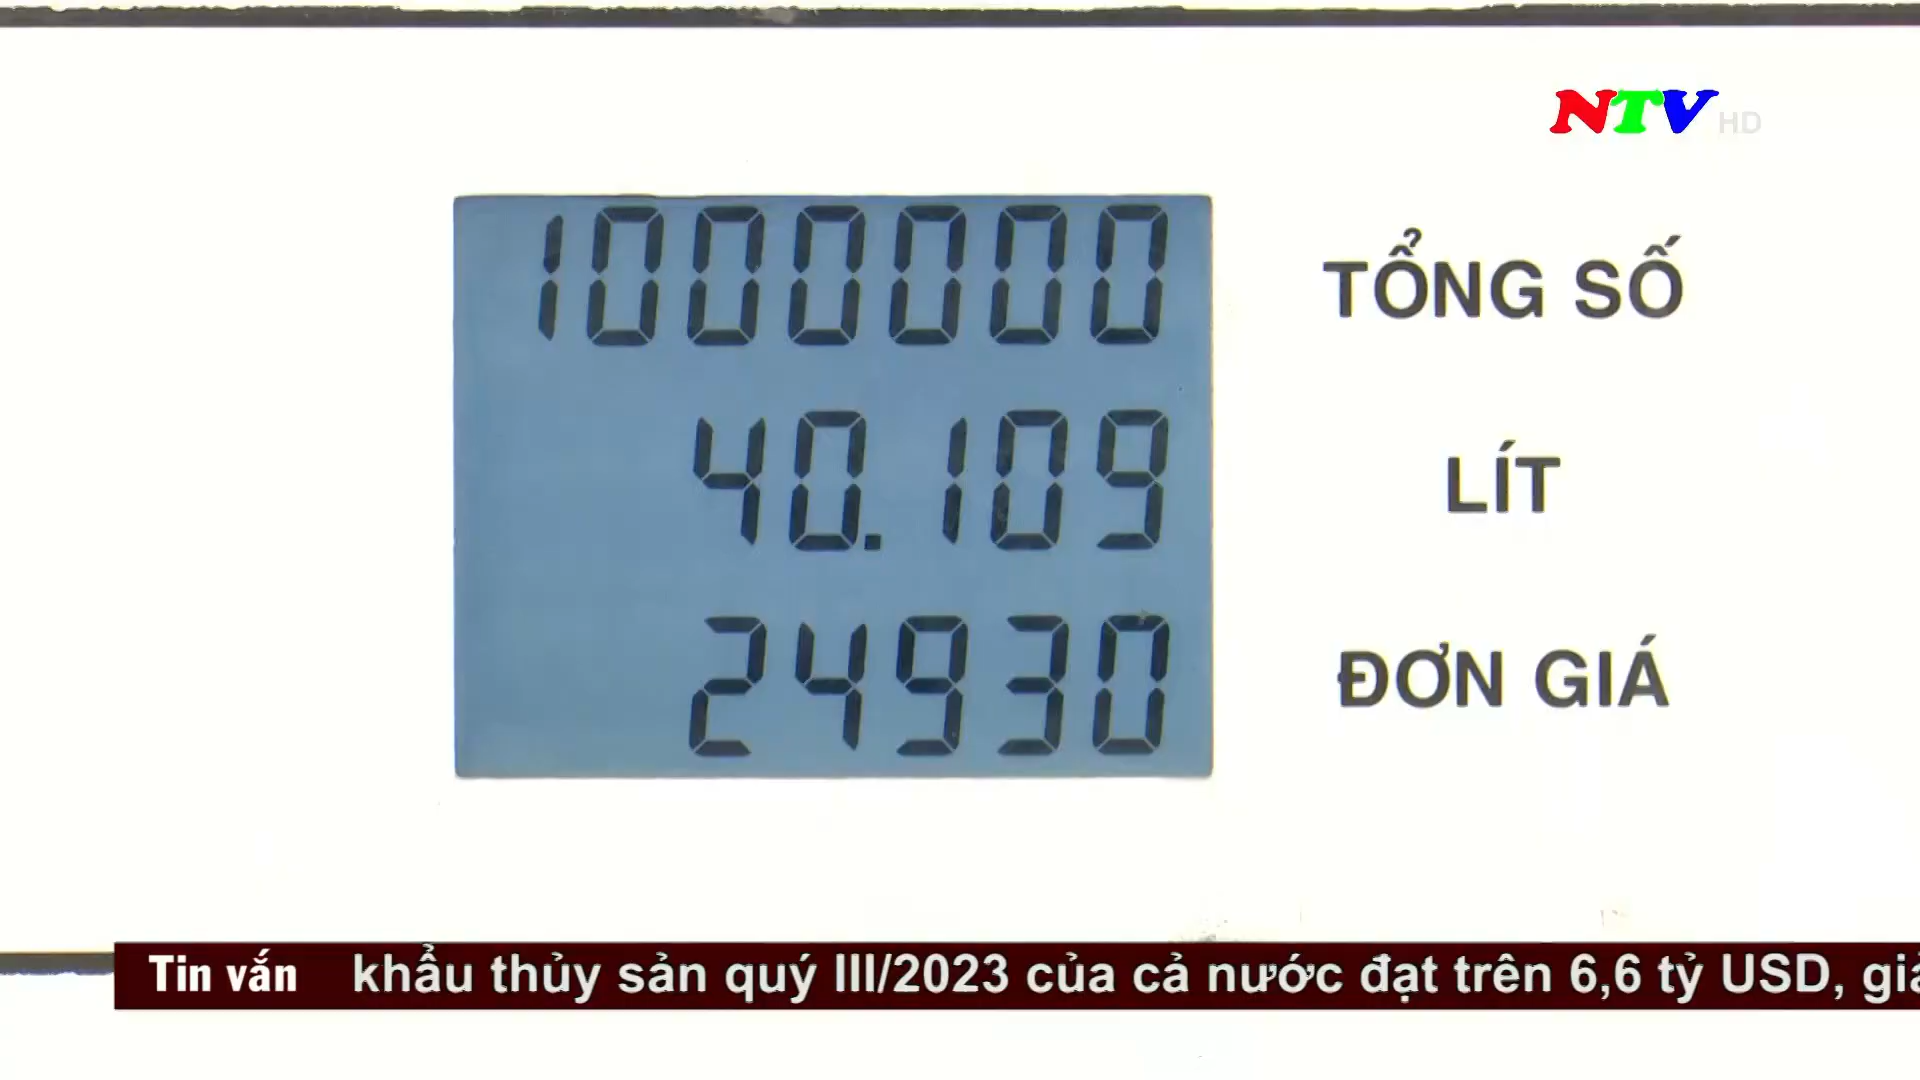 NTV HD
1000000 TỔNG SỐ
40.109 LÍT
24930 ĐƠN GIÁ
Tin vắn khẩu thủy sản quý III/2023 của cả nước đạt trên 6,6 tỷ USD, giả